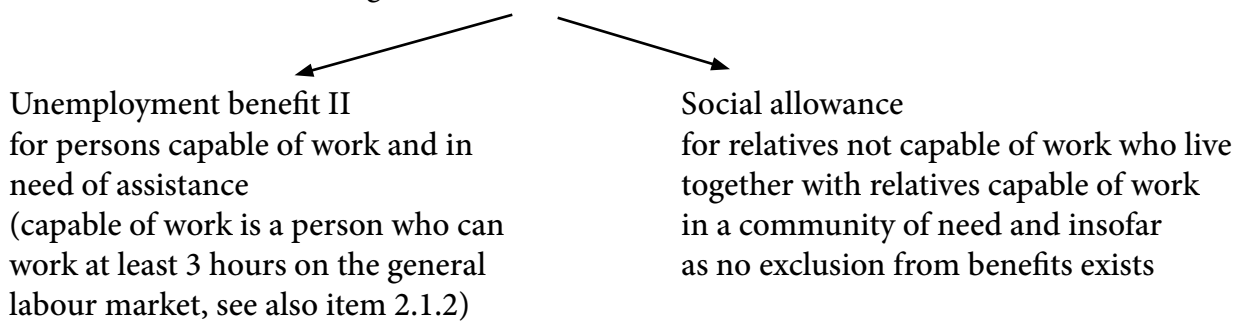 Unemployment benefit II
for persons capable of work and in
need of assistance
(capable of work is a person who can
work at least 3 hours on the general
labour market, see also item 2.1.2)
Social allowance
for relatives not capable of work who live
together with relatives capable of work
in a community of need and insofar
as no exclusion from benefits exists